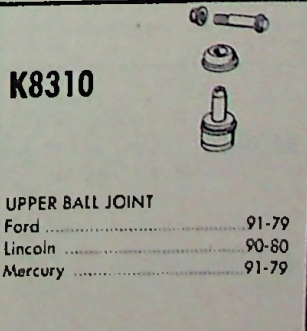 K8310
UPPER BALL JOINT
Ford ........................ 91-79
Lincoln ........................ 90-80
Mercury ........................ 91-79